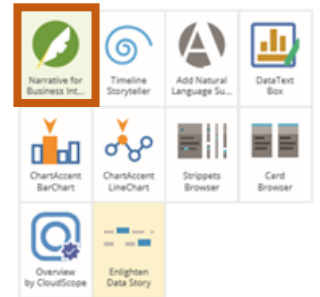 Narrative for
Business Int...
Timeline
Storyteller
Add Natural
Language Su...
DataText
Box
ChartAccent
BarChart
ChartAccent
LineChart
Strippets
Browser
Card
Browser
Overview
by CloudScope
Enlighten
Data Story